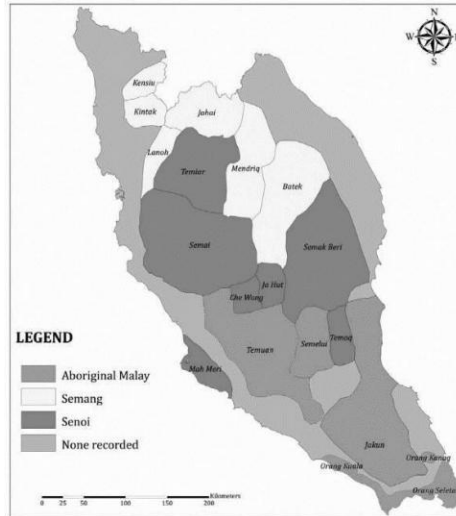 N
W
S
Kensiu
Kintak
Jahai
Lanoh
Temiar
Mendriq
Batek
Semai
Semak Beri
Ja Hut
Che Wong
LEGEND
Temuan
Semelai
Temoq
Mah Meri
Aboriginal Malay
Semang
Senoi
None recorded
Jakun
Orang Kuala
Orang Kanaq
Orang Seletar
Kilometers
0 25 50 100 150 200